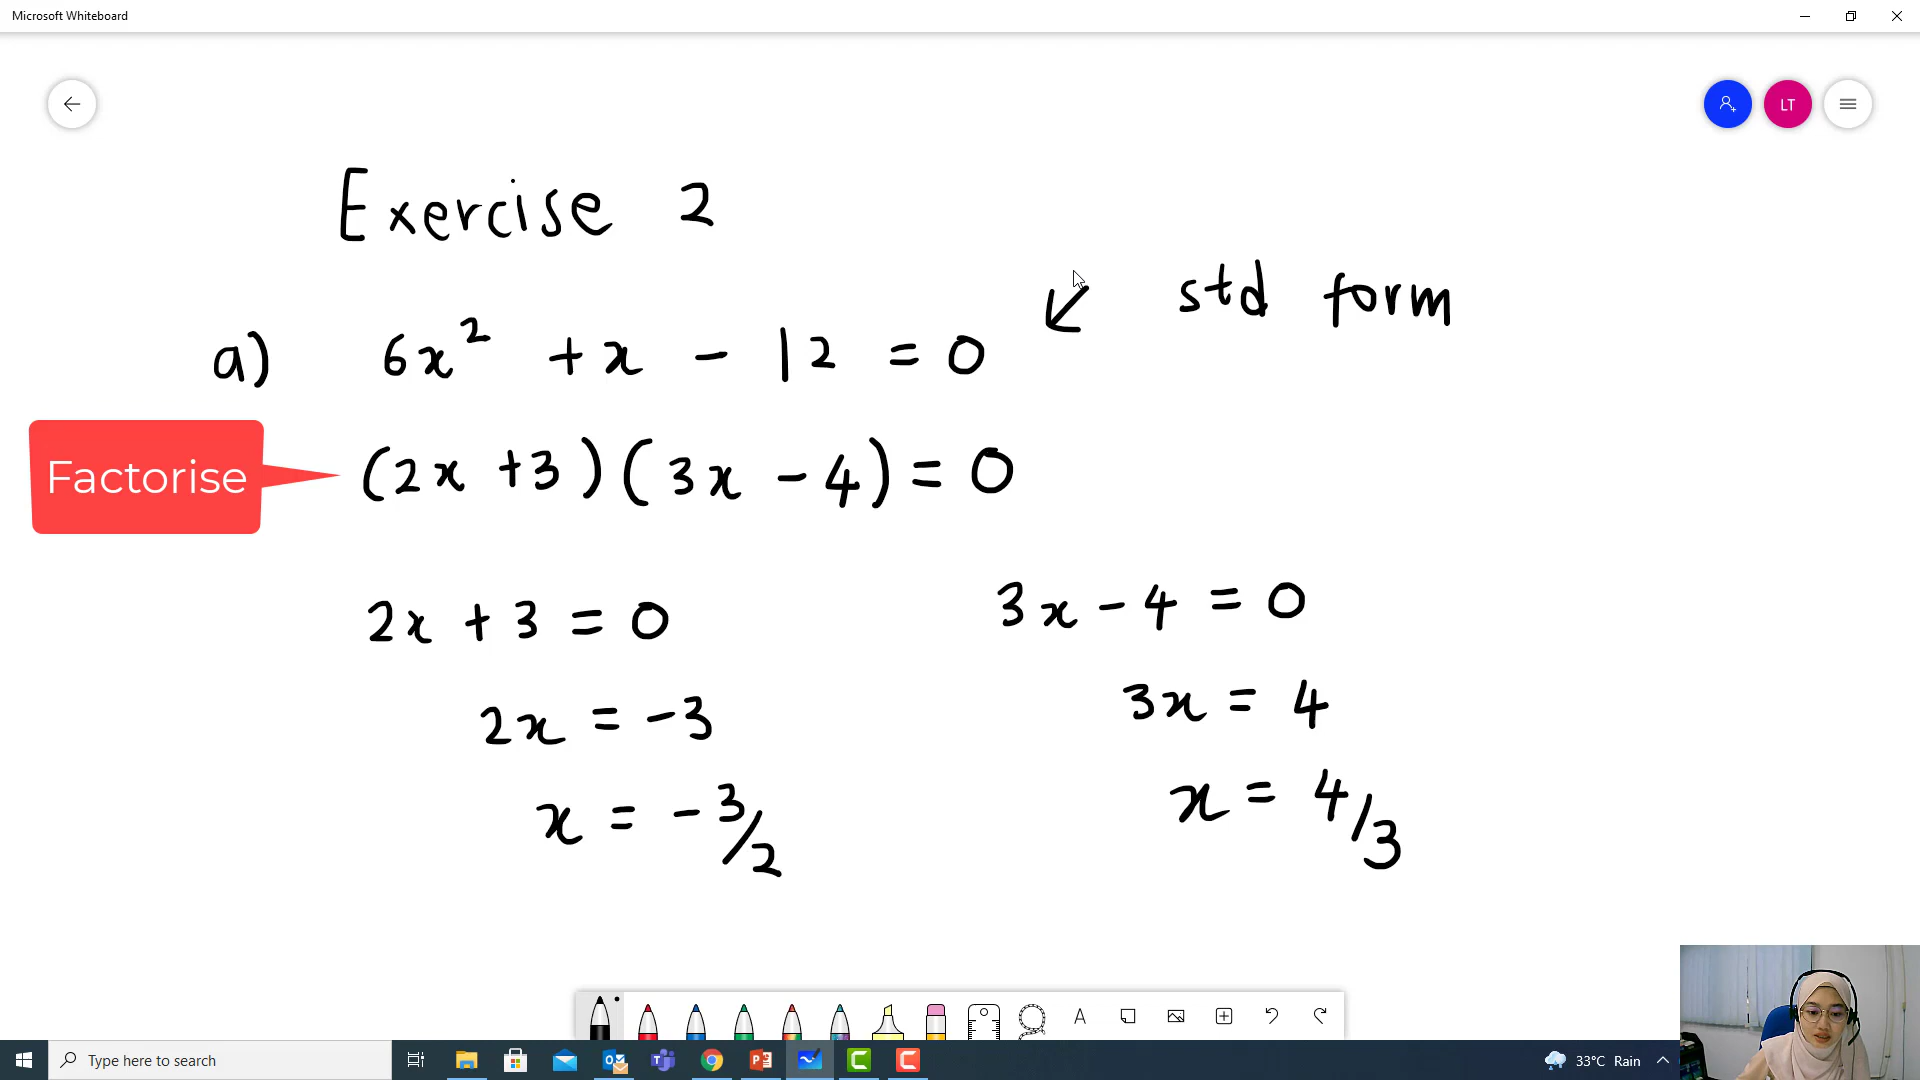 Microsoft Whiteboard
LT
Exercise 2
std form
a) 6x² + x - 12 = 0
Factorise
(2x + 3)(3x - 4) = 0
2x + 3 = 0
3x - 4 = 0
2x = -3
3x = 4
x = -3/2
x = 4/3
A
Type here to search
33°C Rain